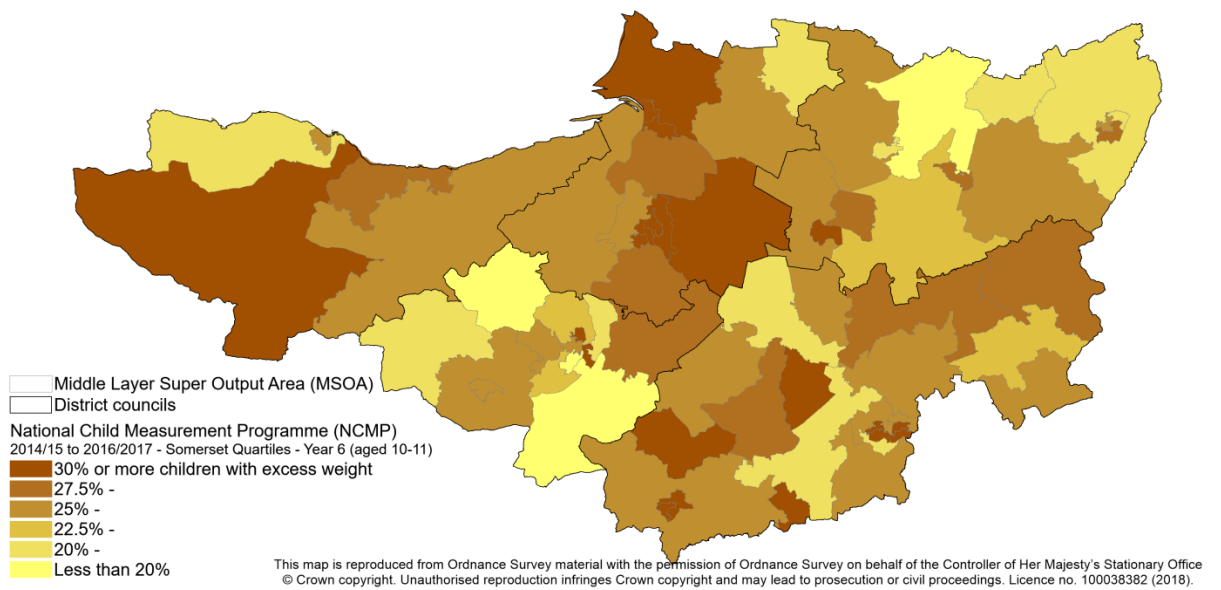 Middle Layer Super Output Area (MSOA)
District councils
National Child Measurement Programme (NCMP)
2014/15 to 2016/2017 - Somerset Quartiles - Year 6 (aged 10-11)
30% or more children with excess weight
27.5% -
25% -
22.5% -
20% -
Less than 20%
This map is reproduced from Ordnance Survey material with the permission of Ordnance Survey on behalf of the Controller of Her Majesty's Stationary Office
© Crown copyright. Unauthorised reproduction infringes Crown copyright and may lead to prosecution or civil proceedings. Licence no. 100038382 (2018).